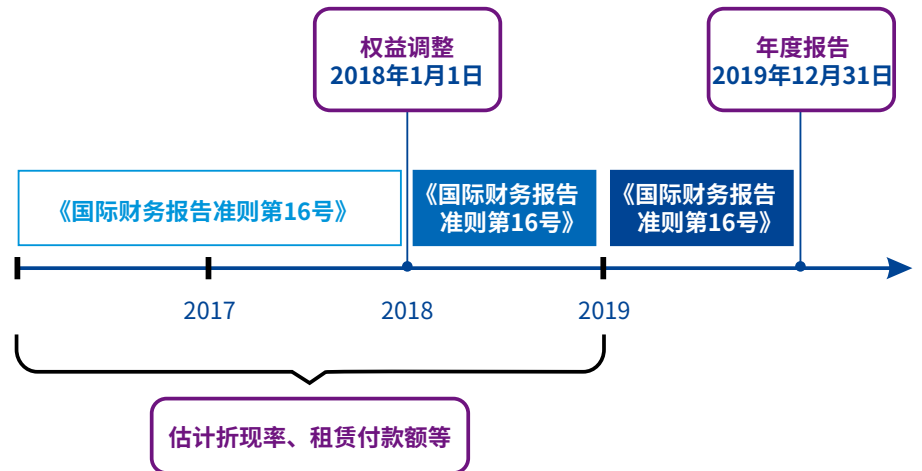 权益调整
2018年1月1日
年度报告
2019年12月31日
《国际财务报告准则第16号》
《国际财务报告
准则第16号》
《国际财务报告
准则第16号》
2017
2018
2019
估计折现率、租赁付款额等